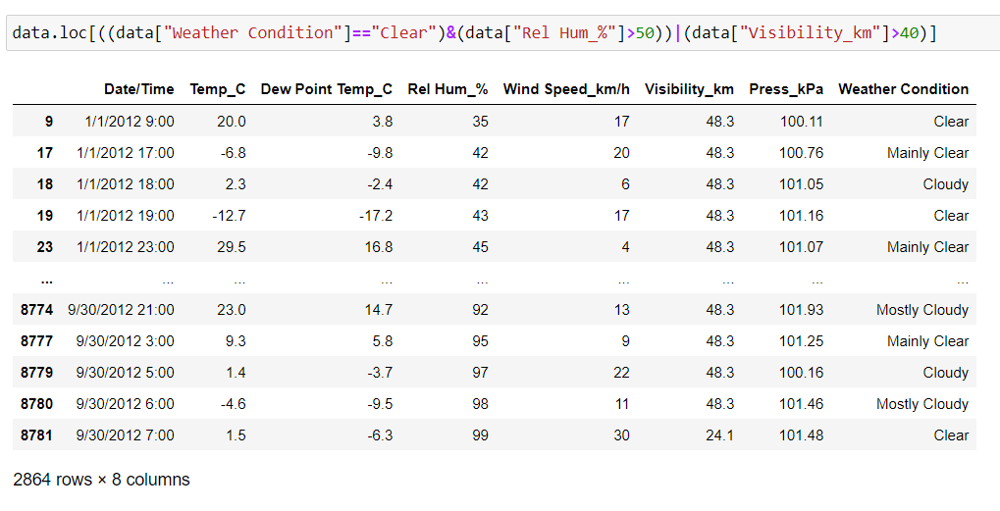 data.loc[((data["Weather Condition"]=="Clear")&(data["Rel Hum_%"]>50))|(data["Visibility_km"]>40)]
Date/Time Temp_C Dew Point Temp_C Rel Hum_% Wind Speed_km/h Visibility_km Press_kPa Weather Condition
9 1/1/2012 9:00 20.0 3.8 35 17 48.3 100.11 Clear
17 1/1/2012 17:00 -6.8 -9.8 42 20 48.3 100.76 Mainly Clear
18 1/1/2012 18:00 2.3 -2.4 42 6 48.3 101.05 Cloudy
19 1/1/2012 19:00 -12.7 -17.2 43 17 48.3 101.16 Clear
23 1/1/2012 23:00 29.5 16.8 45 4 48.3 101.07 Mainly Clear
... ... ... ... ... ... ... ... ...
8774 9/30/2012 21:00 23.0 14.7 92 13 48.3 101.93 Mostly Cloudy
8777 9/30/2012 3:00 9.3 5.8 95 9 48.3 101.25 Mainly Clear
8779 9/30/2012 5:00 1.4 -3.7 97 22 48.3 100.16 Cloudy
8780 9/30/2012 6:00 -4.6 -9.5 98 11 48.3 101.46 Mostly Cloudy
8781 9/30/2012 7:00 1.5 -6.3 99 30 24.1 101.48 Clear
2864 rows × 8 columns